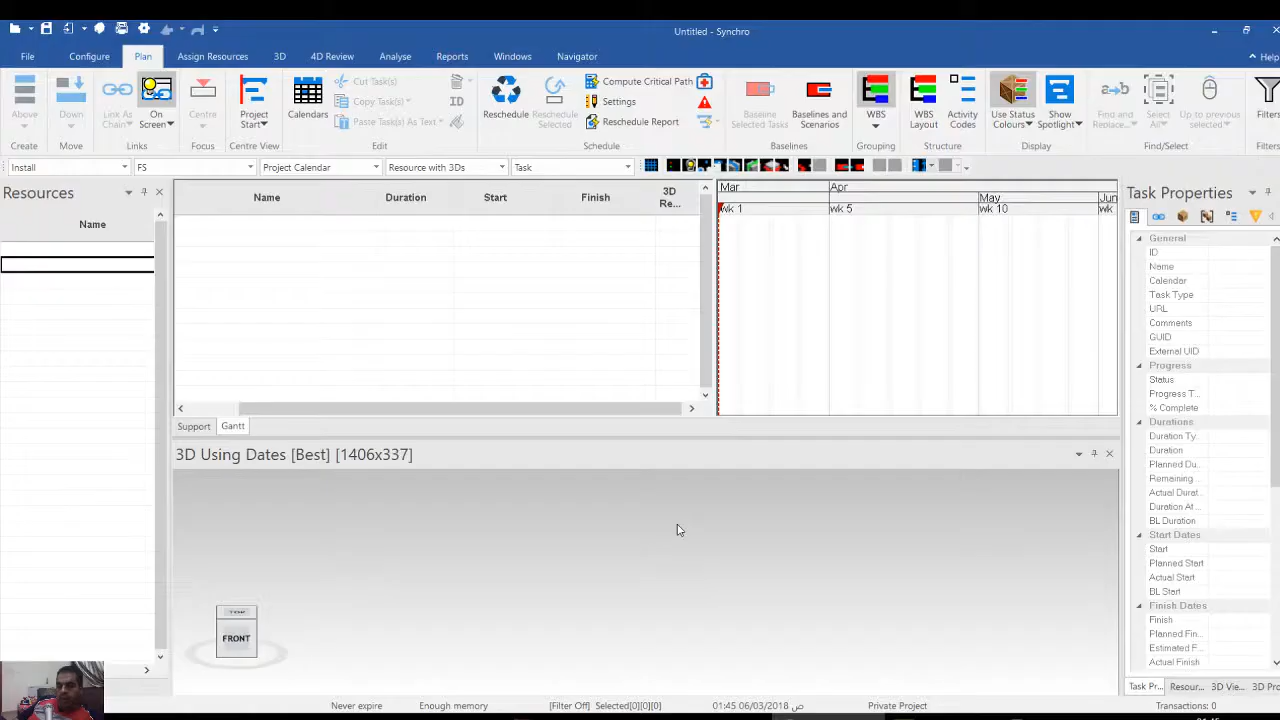 Untitled - Synchro
File Configure Plan Assign Resources 3D 4D Review Analyse Reports Windows Navigator Help
Above Down Link As Chain On Screen Centre Project Start Calendars
Cut Task(s)
Copy Task(s)
Paste Task(s) As Text
ID
Reschedule Reschedule Selected
Compute Critical Path
Settings
Reschedule Report
Baseline Selected Tasks Baselines and Scenarios WBS WBS Layout Activity Codes Use Status Colours Show Spotlight Find and Replace... Select All Up to previous selected Filters
Create Move Links Focus Centre View Edit Schedule Baselines Grouping Structure Display Find/Select Filters
Install FS Project Calendar Resource with 3Ds Task
Resources
Name
Name Duration Start Finish 3D Re...
Mar Apr
May Jun
wk 1 wk 5 wk 10 wk
Support Gantt
3D Using Dates [Best] [1406x337]
TOP
FRONT
Task Properties
General
ID
Name
Calendar
Task Type
URL
Comments
GUID
External UID
Progress
Status
Progress T...
% Complete
Durations
Duration Ty...
Duration
Planned Du...
Remaining ...
Actual Durat...
Duration At ...
BL Duration
Start Dates
Start
Planned Start
Actual Start
BL Start
Finish Dates
Finish
Planned Fin...
Estimated F...
Actual Finish
Task Pr... Resour... 3D Vie... 3D Pro
Never expire Enough memory [Filter Off] Selected[0][0][0] 01:45 06/03/2018 ص Private Project Transactions: 0